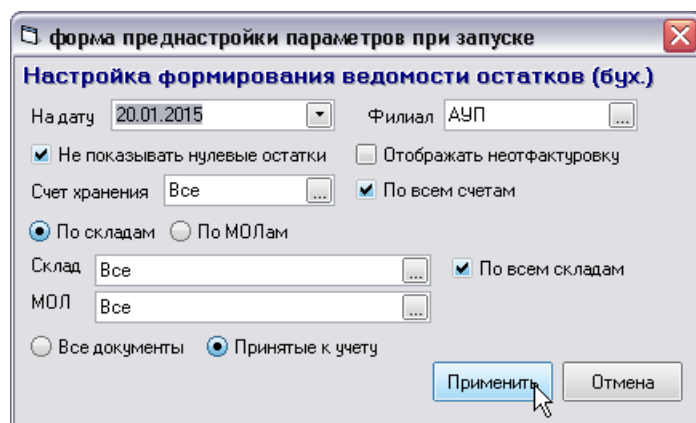 форма преднастройки параметров при запуске
Настройка формирования ведомости остатков (бух.)
На дату 20.01.2015 Филиал АУП ...
Не показывать нулевые остатки Отображать неотфактуровку
Счет хранения Все ... По всем счетам
По складам По МОЛам
Склад Все ... По всем складам
МОЛ Все ...
Все документы Принятые к учету
Применить Отмена